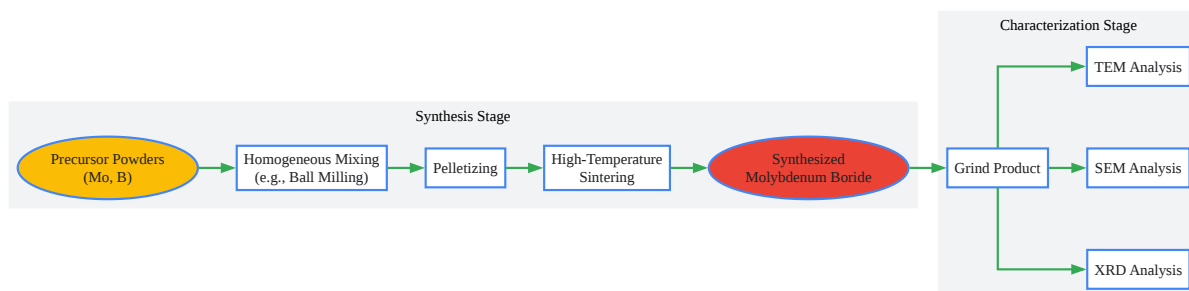 Synthesis Stage
Precursor Powders
(Mo, B)
Homogeneous Mixing
(e.g., Ball Milling)
Pelletizing
High-Temperature
Sintering
Synthesized
Molybdenum Boride
Characterization Stage
Grind Product
TEM Analysis
SEM Analysis
XRD Analysis